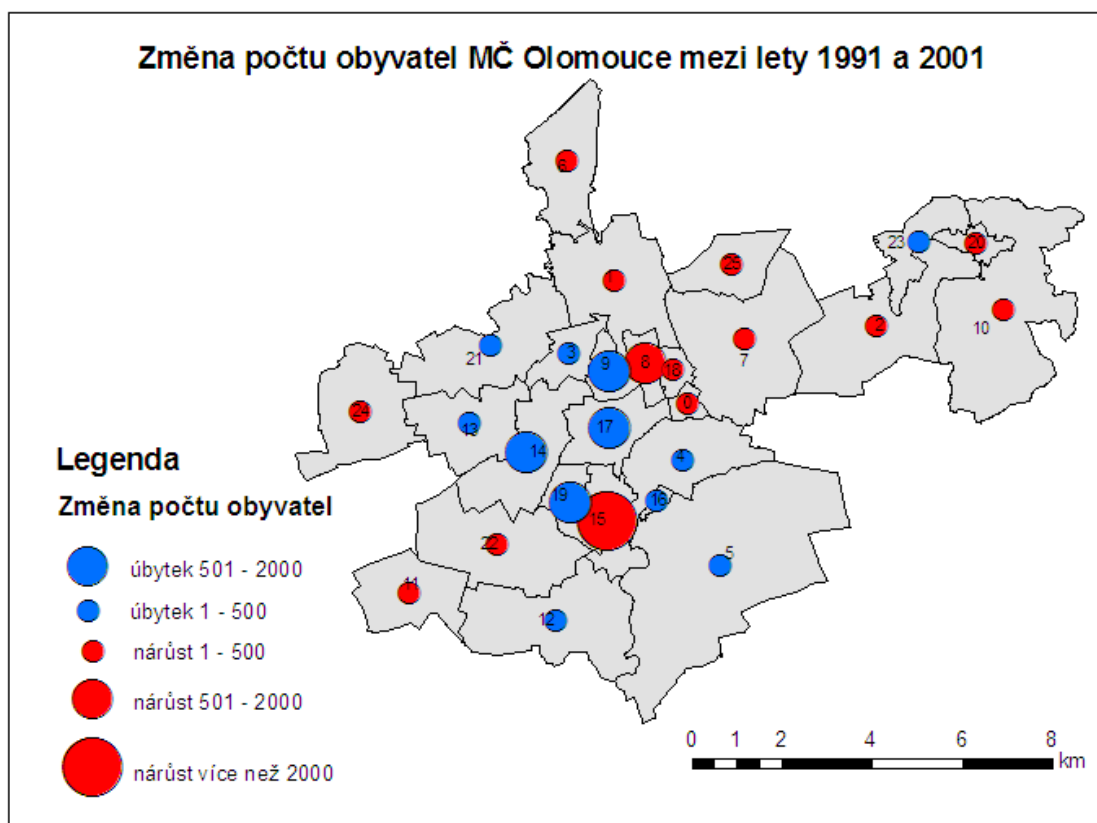 Změna počtu obyvatel MČ Olomouce mezi lety 1991 a 2001
6
23
20
25
1
10
2
7
21
3
9
8
18
24
0
13
17
14
4
19
16
15
22
5
11
12
Legenda
Změna počtu obyvatel
úbytek 501 - 2000
úbytek 1 - 500
nárůst 1 - 500
nárůst 501 - 2000
nárůst více než 2000
0 1 2 4 6 8
km